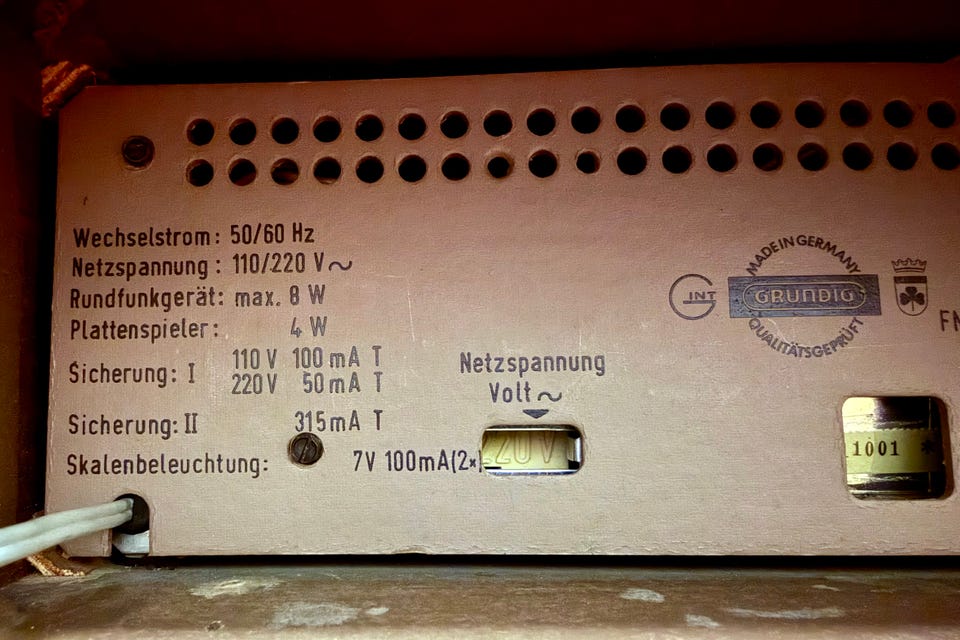 Wechselstrom: 50/60 Hz
Netzspannung: 110/220 V~
Rundfunkgerät: max. 8 W
Plattenspieler: 4 W
Sicherung: I 110 V 100 mA T
220 V 50 mA T
Sicherung: II 315 mA T
Skalenbeleuchtung: 7V 100mA(2×
Netzspannung
Volt ~
20 V
INT
MADE IN GERMANY
GRUNDIG
QUALITÄTSGEPRÜFT
1001 *